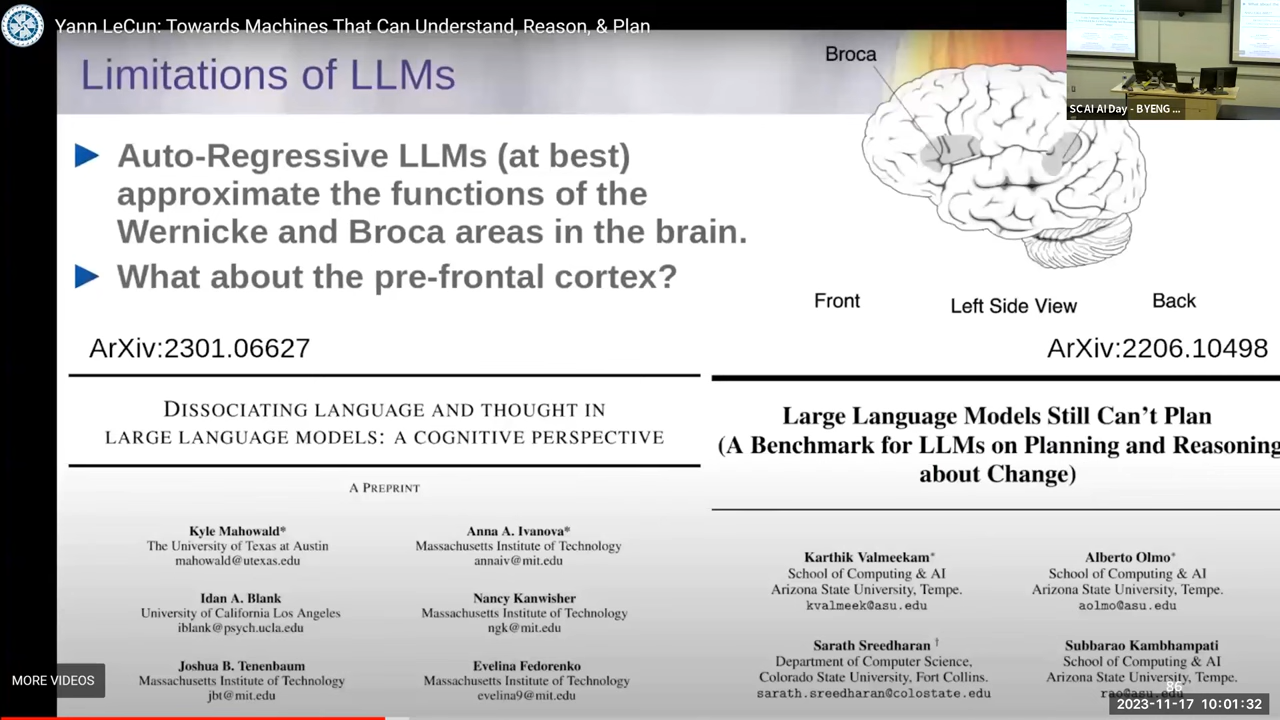 Yann LeCun: Towards Machines That Can Understand, Reason, & Plan
Limitations of LLMs
Auto-Regressive LLMs (at best)
approximate the functions of the
Wernicke and Broca areas in the brain.
What about the pre-frontal cortex?
Broca
SCAI AI Day - BYENG ...
Front
Left Side View
Back
ArXiv:2301.06627
DISSOCIATING LANGUAGE AND THOUGHT IN
LARGE LANGUAGE MODELS: A COGNITIVE PERSPECTIVE
A PREPRINT
Kyle Mahowald*
The University of Texas at Austin
mahowald@utexas.edu
Anna A. Ivanova*
Massachusetts Institute of Technology
annaiv@mit.edu
Idan A. Blank
University of California Los Angeles
iblank@psych.ucla.edu
Nancy Kanwisher
Massachusetts Institute of Technology
ngk@mit.edu
Joshua B. Tenenbaum
Massachusetts Institute of Technology
jbt@mit.edu
Evelina Fedorenko
Massachusetts Institute of Technology
evelina9@mit.edu
ArXiv:2206.10498
Large Language Models Still Can't Plan
(A Benchmark for LLMs on Planning and Reasoning
about Change)
Karthik Valmeekam*
School of Computing & AI
Arizona State University, Tempe.
kvalmeek@asu.edu
Alberto Olmo*
School of Computing & AI
Arizona State University, Tempe.
aolmo@asu.edu
Sarath Sreedharan †
Department of Computer Science,
Colorado State University, Fort Collins.
sarath.sreedharan@colostate.edu
Subbarao Kambhampati
School of Computing & AI
Arizona State University, Tempe.
rao@asu.edu
86
MORE VIDEOS
2023-11-17 10:01:32